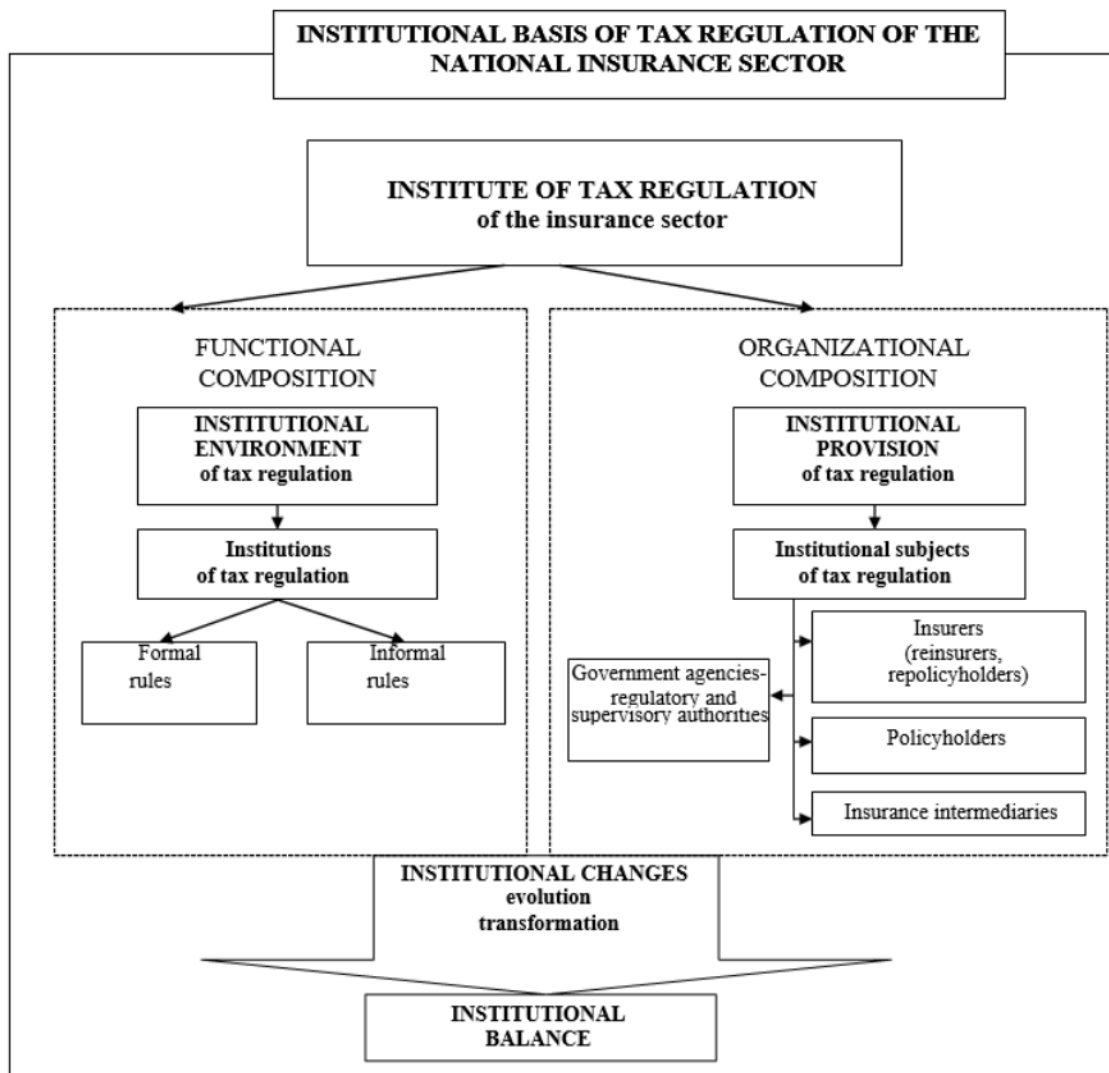 INSTITUTIONAL BASIS OF TAX REGULATION OF THE
NATIONAL INSURANCE SECTOR
INSTITUTE OF TAX REGULATION
of the insurance sector
FUNCTIONAL
COMPOSITION
INSTITUTIONAL
ENVIRONMENT
of tax regulation
Institutions
of tax regulation
Formal
rules
Informal
rules
ORGANIZATIONAL
COMPOSITION
INSTITUTIONAL
PROVISION
of tax regulation
Institutional subjects
of tax regulation
Government agencies-
regulatory and
supervisory authorities
Insurers
(reinsurers,
repolicyholders)
Policyholders
Insurance intermediaries
INSTITUTIONAL CHANGES
evolution
transformation
INSTITUTIONAL
BALANCE